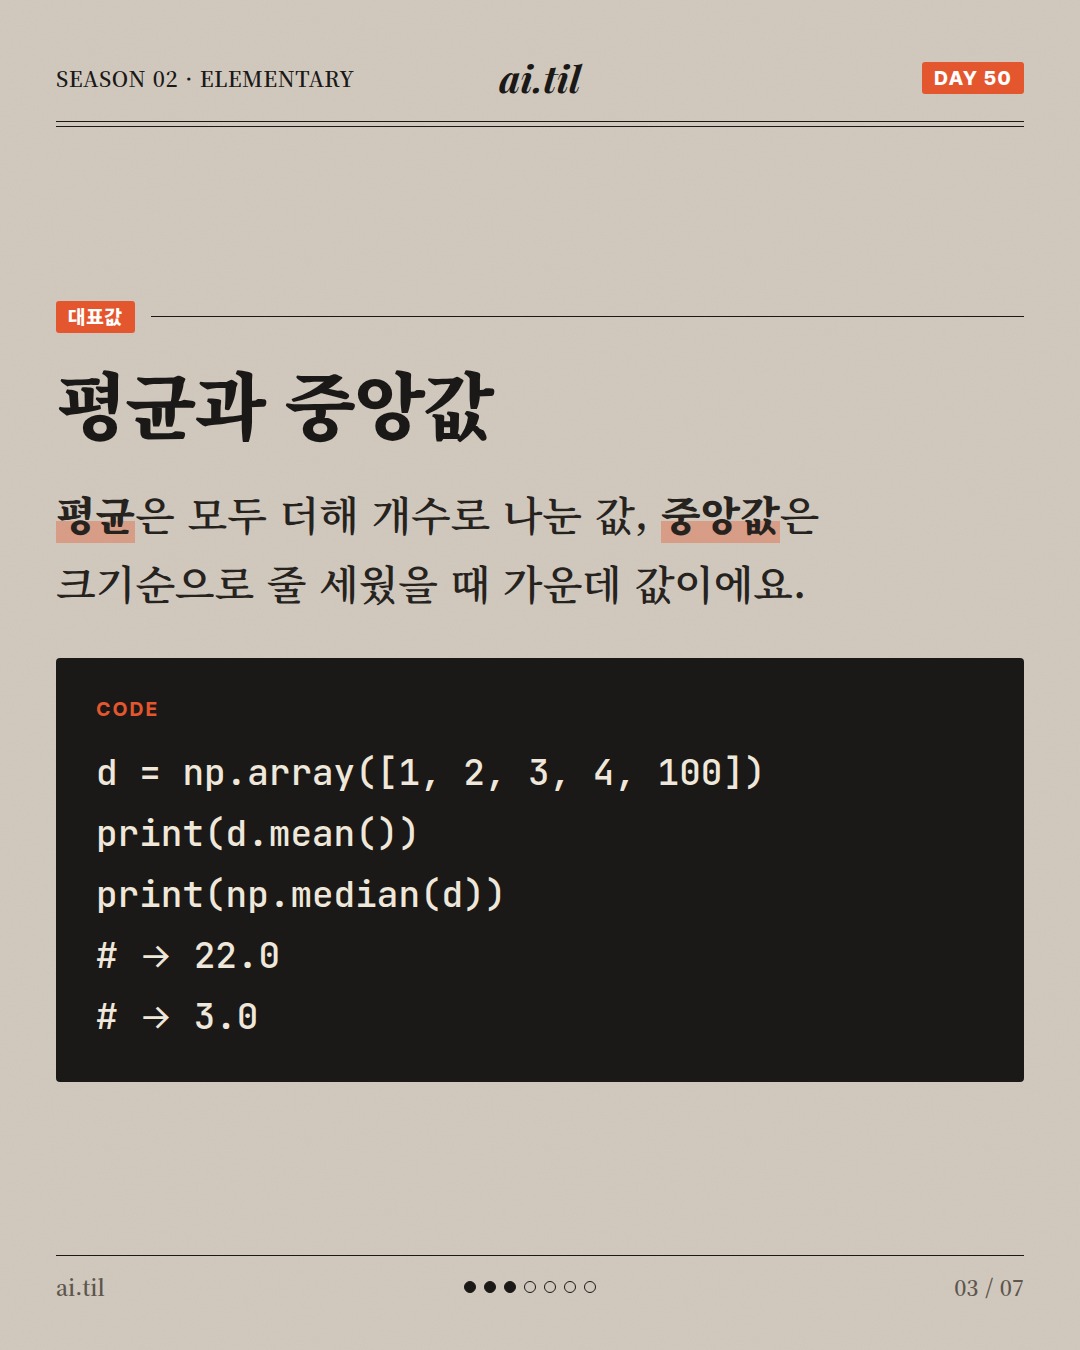 SEASON 02 · ELEMENTARY
ai.til
DAY 50
대표값
평균과 중앙값
평균은 모두 더해 개수로 나눈 값, 중앙값은
크기순으로 줄 세웠을 때 가운데 값이에요.
CODE
d = np.array([1, 2, 3, 4, 100])
print(d.mean())
print(np.median(d))
# → 22.0
# → 3.0
ai.til
03 / 07